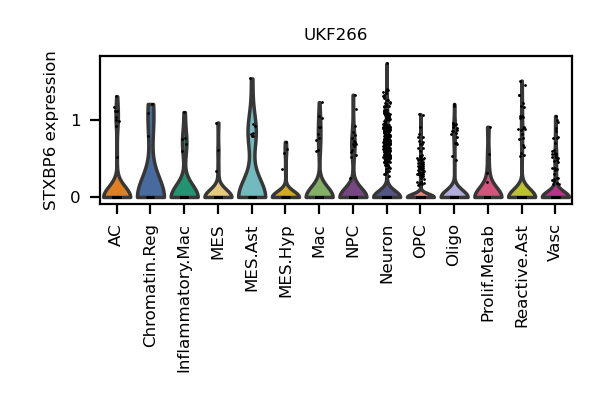 UKF266
STXBP6 expression
1
0
AC
Chromatin.Reg
Inflammatory.Mac
MES
MES.Ast
MES.Hyp
Mac
NPC
Neuron
OPC
Oligo
Prolif.Metab
Reactive.Ast
Vasc